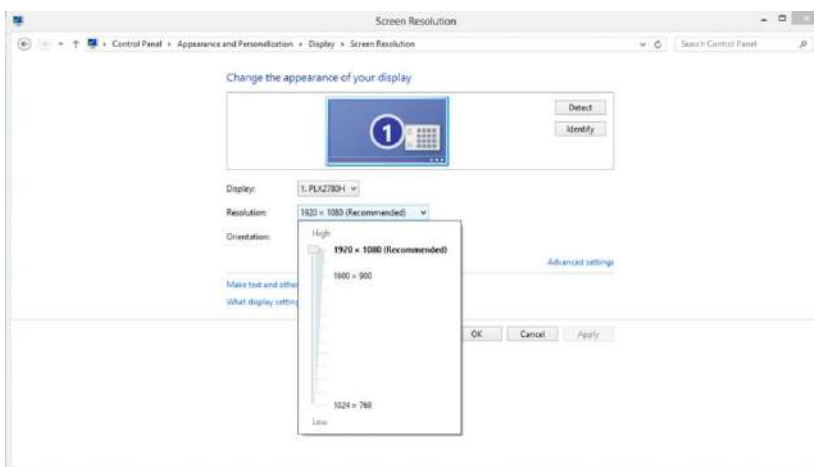 Screen Resolution
Control Panel ▸ Appearance and Personalization ▸ Display ▸ Screen Resolution
Search Control Panel
Change the appearance of your display
1
Detect
Identify
Display: 1. PLX2780H
Resolution: 1920 × 1080 (Recommended)
Orientation:
High
1920 × 1080 (Recommended)
1600 × 900
Advanced settings
Make text and other
What display setting
OK Cancel Apply
1024 × 768
Low